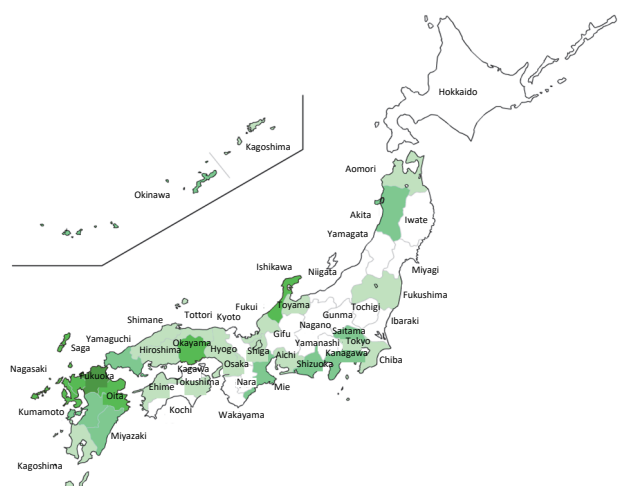 Hokkaido
Kagoshima
Aomori
Okinawa
Akita
Iwate
Yamagata
Ishikawa
Niigata
Miyagi
Fukushima
Toyama
Fukui
Tochigi
Tottori
Kyoto
Gunma
Shimane
Ibaraki
Nagano
Saitama
Gifu
Yamaguchi
Okayama
Yamanashi
Tokyo
Saga
Hiroshima
Hyogo
Shiga
Aichi
Kanagawa
Chiba
Nagasaki
Kagawa
Osaka
Shizuoka
Fukuoka
Ehime
Tokushima
Nara
Mie
Oita
Kumamoto
Kochi
Wakayama
Miyazaki
Kagoshima